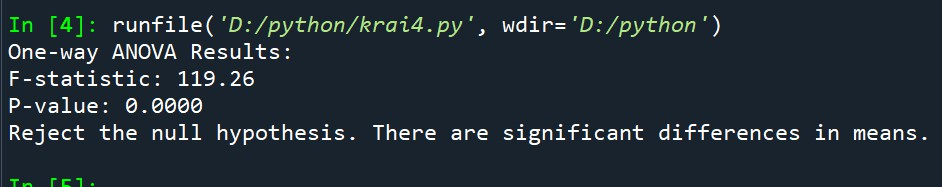 In [4]: runfile('D:/python/krai4.py', wdir='D:/python')
One-way ANOVA Results:
F-statistic: 119.26
P-value: 0.0000
Reject the null hypothesis. There are significant differences in means.
In [5]: